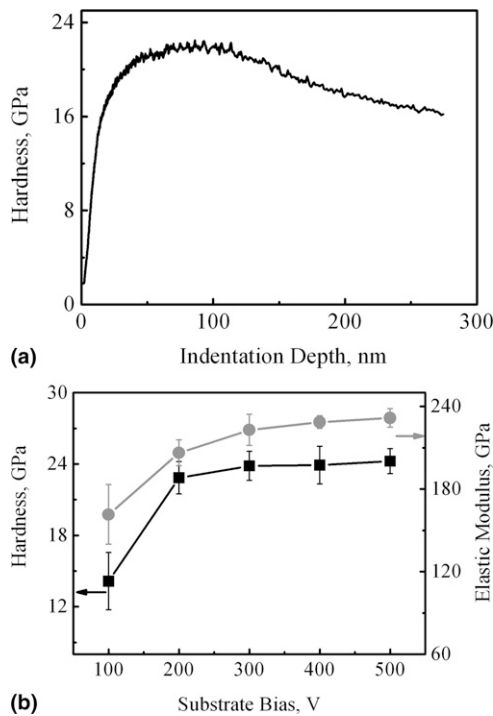 24
16
8
0
Hardness, GPa
0 100 200 300
(a) Indentation Depth, nm
30
24
18
12
Hardness, GPa
240
180
120
60
Elastic Modulus, GPa
100 200 300 400 500
(b) Substrate Bias, V